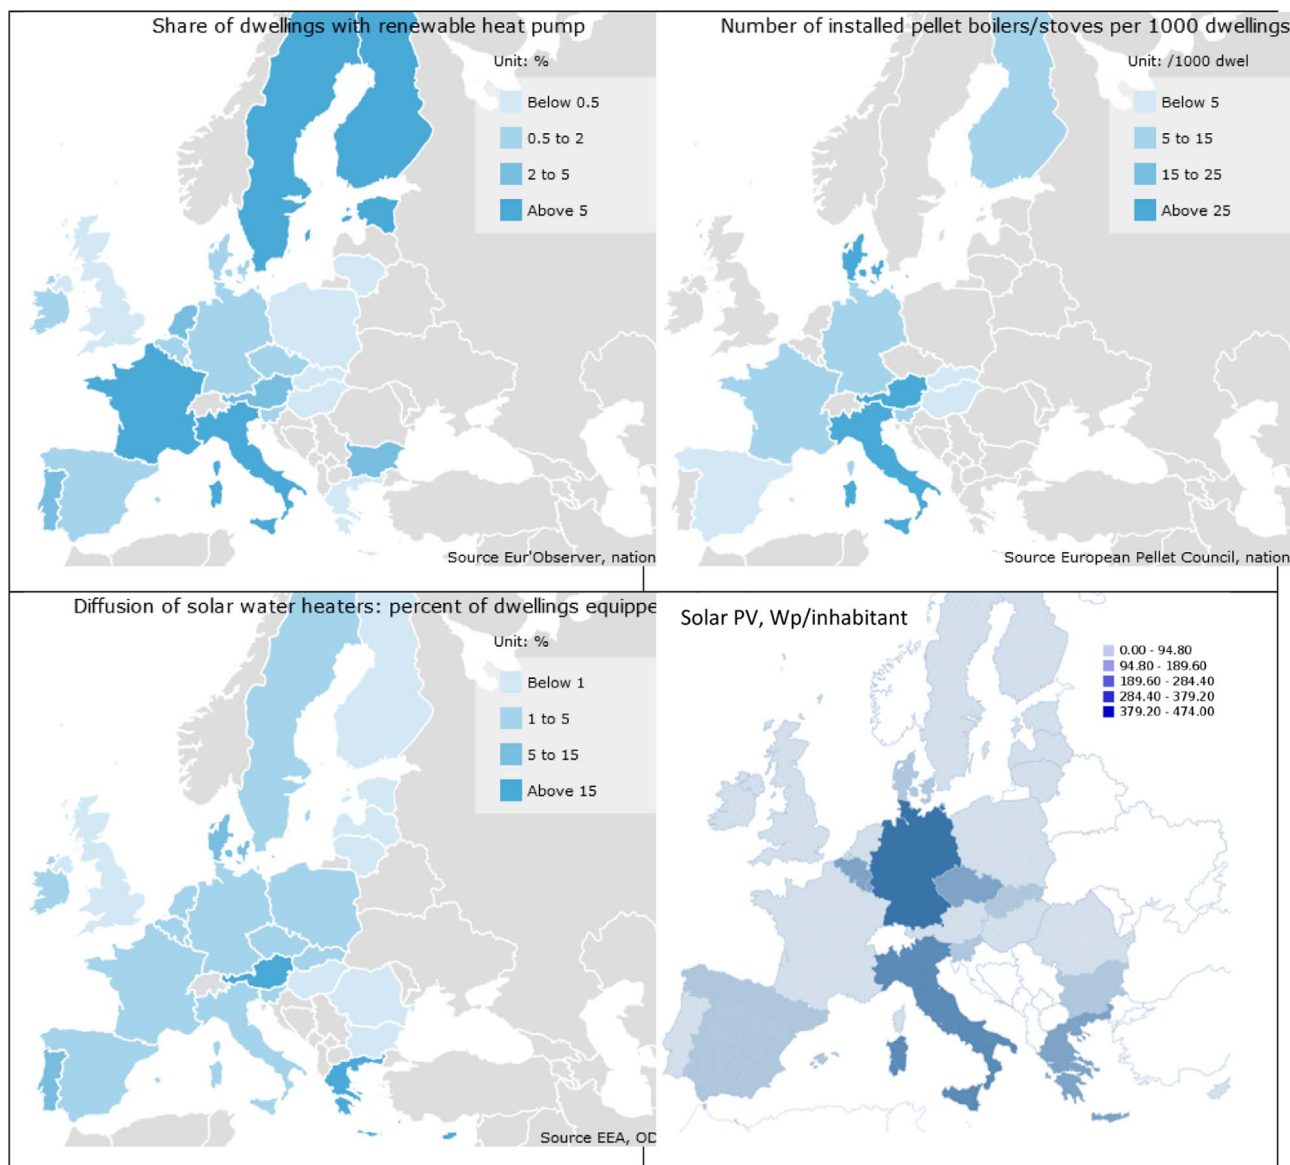 Share of dwellings with renewable heat pump
Unit: %
Below 0.5
0.5 to 2
2 to 5
Above 5
Source Eur'Observer, nation
Number of installed pellet boilers/stoves per 1000 dwellings
Unit: /1000 dwel
Below 5
5 to 15
15 to 25
Above 25
Source European Pellet Council, nation
Diffusion of solar water heaters: percent of dwellings equippe
Unit: %
Below 1
1 to 5
5 to 15
Above 15
Source EEA, OD
Solar PV, Wp/inhabitant
0.00 - 94.80
94.80 - 189.60
189.60 - 284.40
284.40 - 379.20
379.20 - 474.00